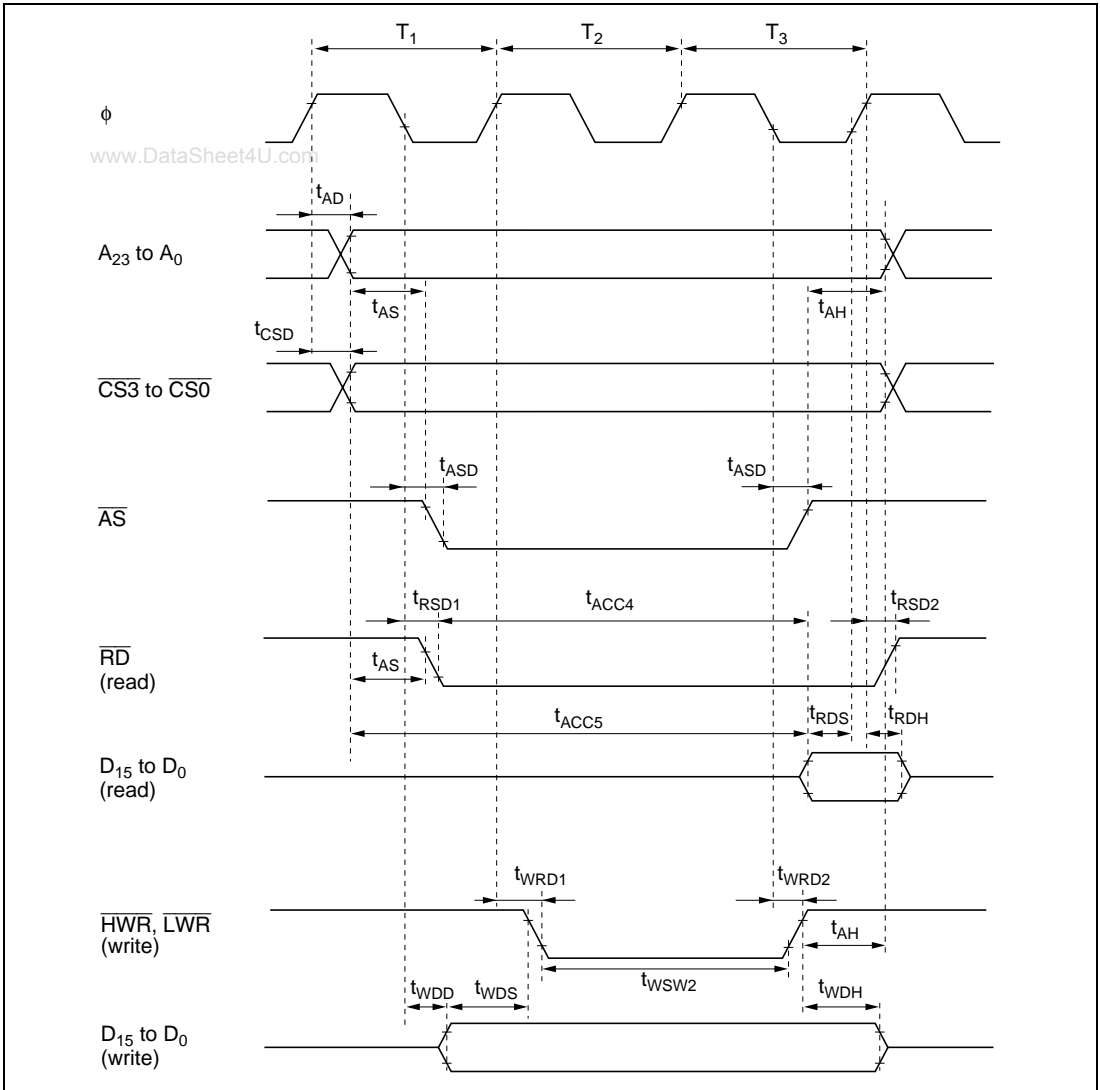 T1 T2 T3
φ
www.DataSheet4U.com
tAD
A23 to A0
tAS tAH
tCSD
CS3 to CS0
tASD tASD
AS
tRSD1 tACC4 tRSD2
RD
(read)
tAS
tACC5 tRDS tRDH
D15 to D0
(read)
tWRD1 tWRD2
HWR, LWR
(write)
tAH
tWSW2
tWDD tWDS tWDH
D15 to D0
(write)